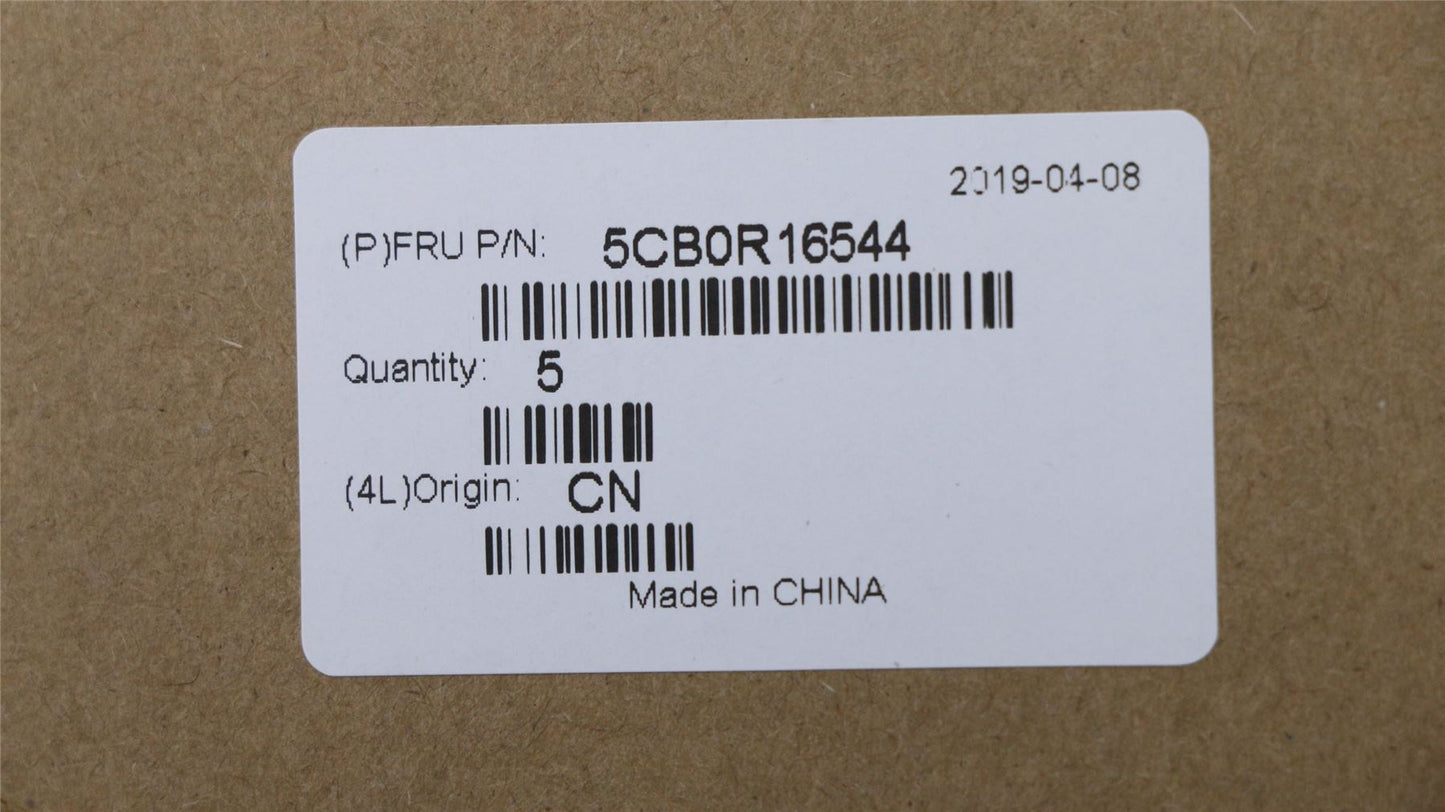 2019-04-08
(P)FRU P/N: 5CB0R16544
Quantity: 5
(4L)Origin: CN
Made in CHINA